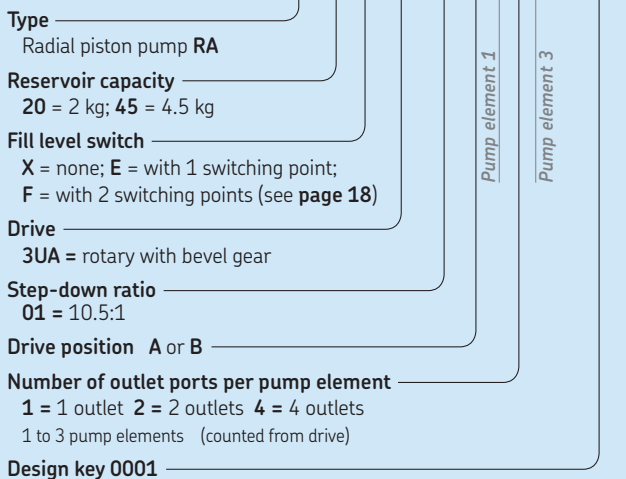 Type
Radial piston pump RA
Reservoir capacity
20 = 2 kg; 45 = 4.5 kg
Fill level switch
X = none; E = with 1 switching point;
F = with 2 switching points (see page 18)
Drive
3UA = rotary with bevel gear
Step-down ratio
01 = 10.5:1
Drive position A or B
Number of outlet ports per pump element
1 = 1 outlet 2 = 2 outlets 4 = 4 outlets
1 to 3 pump elements (counted from drive)
Design key 0001
Pump element 1
Pump element 3